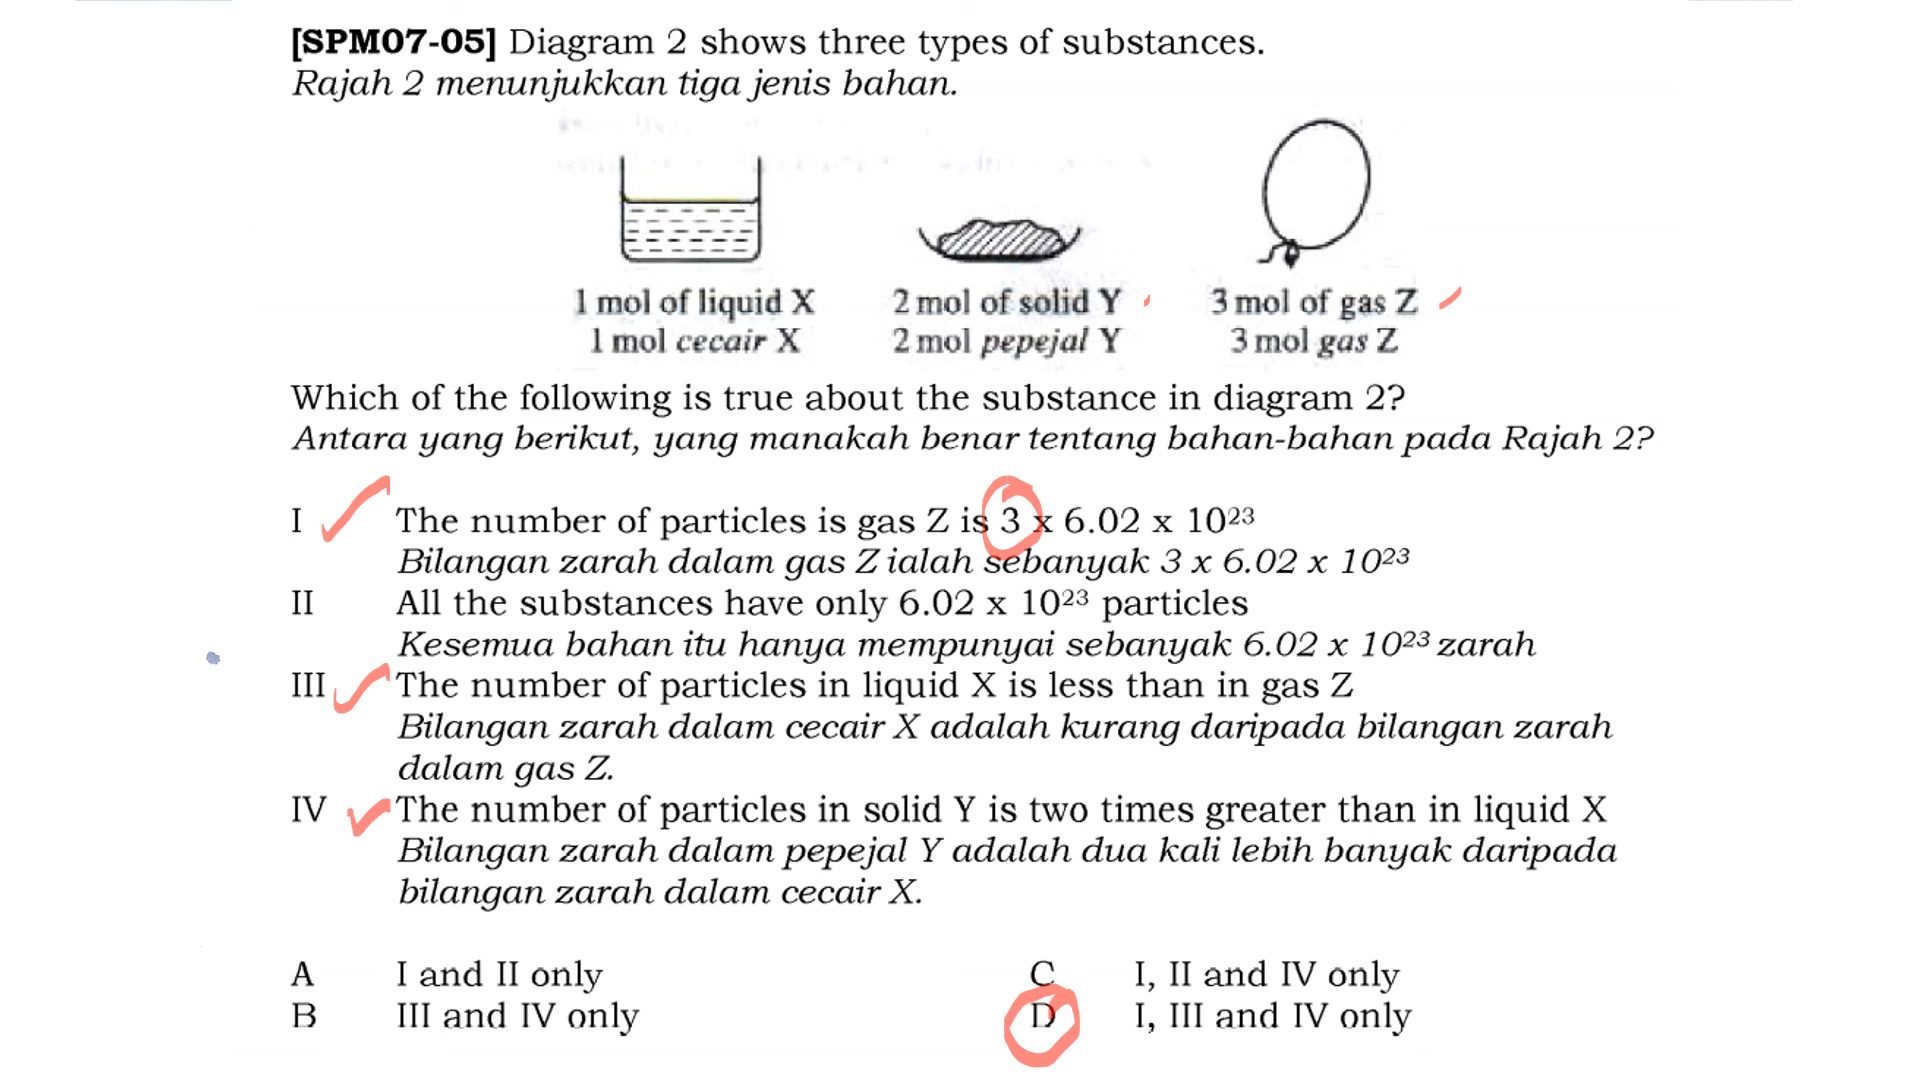 [SPM07-05] Diagram 2 shows three types of substances.
Rajah 2 menunjukkan tiga jenis bahan.
1 mol of liquid X
1 mol cecair X
2 mol of solid Y
2 mol pepejal Y
3 mol of gas Z
3 mol gas Z
Which of the following is true about the substance in diagram 2?
Antara yang berikut, yang manakah benar tentang bahan-bahan pada Rajah 2?
I The number of particles is gas Z is 3 x 6.02 x 10²³
Bilangan zarah dalam gas Z ialah sebanyak 3 x 6.02 x 10²³
II All the substances have only 6.02 x 10²³ particles
Kesemua bahan itu hanya mempunyai sebanyak 6.02 x 10²³ zarah
III The number of particles in liquid X is less than in gas Z
Bilangan zarah dalam cecair X adalah kurang daripada bilangan zarah
dalam gas Z.
IV The number of particles in solid Y is two times greater than in liquid X
Bilangan zarah dalam pepejal Y adalah dua kali lebih banyak daripada
bilangan zarah dalam cecair X.
A I and II only
B III and IV only
C I, II and IV only
D I, III and IV only